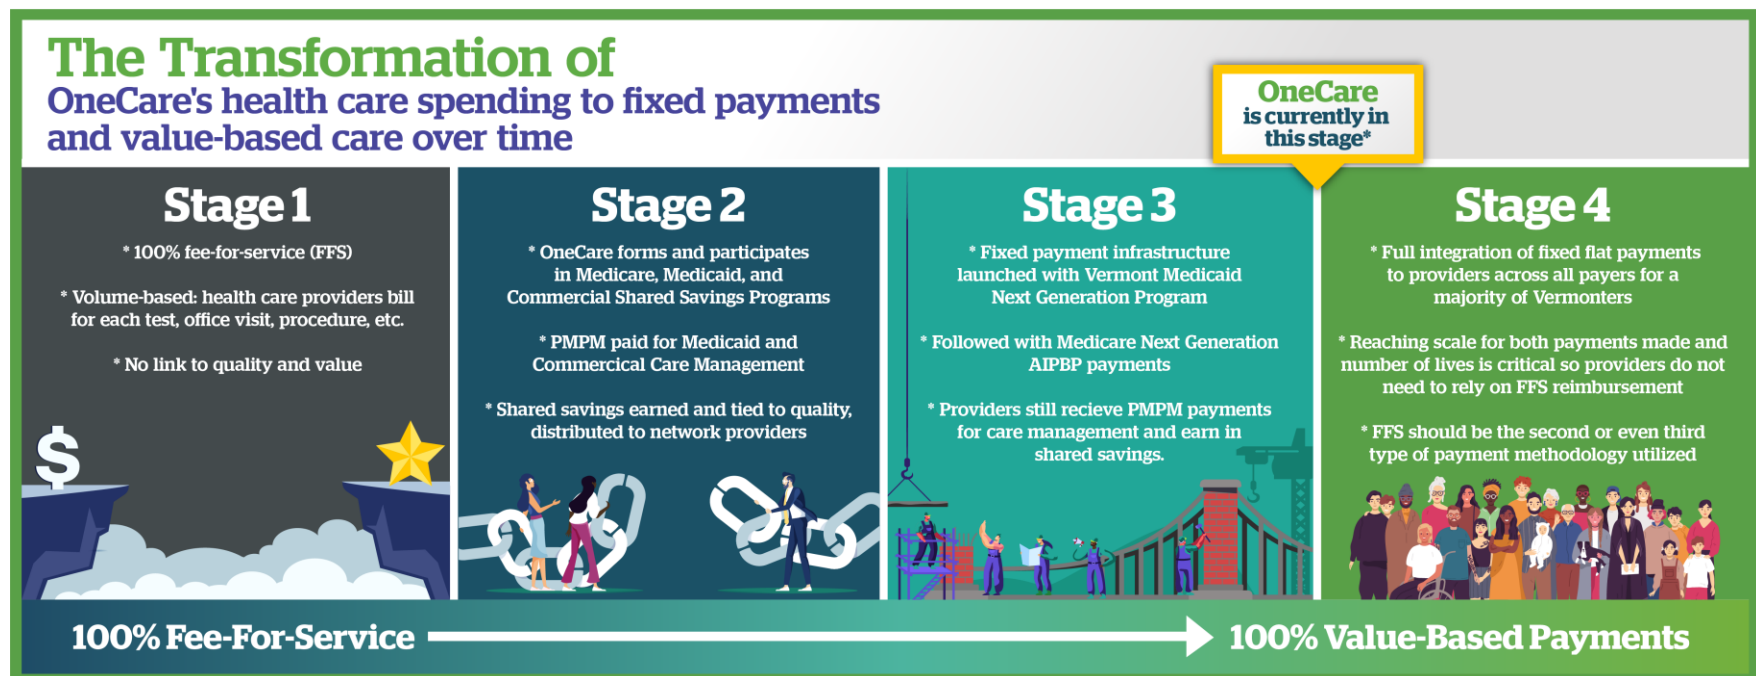 The Transformation of
OneCare's health care spending to fixed payments
and value-based care over time
OneCare
is currently in
this stage*
Stage 1
* 100% fee-for-service (FFS)
* Volume-based: health care providers bill
for each test, office visit, procedure, etc.
* No link to quality and value
$
Stage 2
* OneCare forms and participates
in Medicare, Medicaid, and
Commercial Shared Savings Programs
* PMPM paid for Medicaid and
Commercical Care Management
* Shared savings earned and tied to quality,
distributed to network providers
Stage 3
* Fixed payment infrastructure
launched with Vermont Medicaid
Next Generation Program
* Followed with Medicare Next Generation
AIPBP payments
* Providers still recieve PMPM payments
for care management and earn in
shared savings.
Stage 4
* Full integration of fixed flat payments
to providers across all payers for a
majority of Vermonters
* Reaching scale for both payments made and
number of lives is critical so providers do not
need to rely on FFS reimbursement
* FFS should be the second or even third
type of payment methodology utilized
100% Fee-For-Service
100% Value-Based Payments